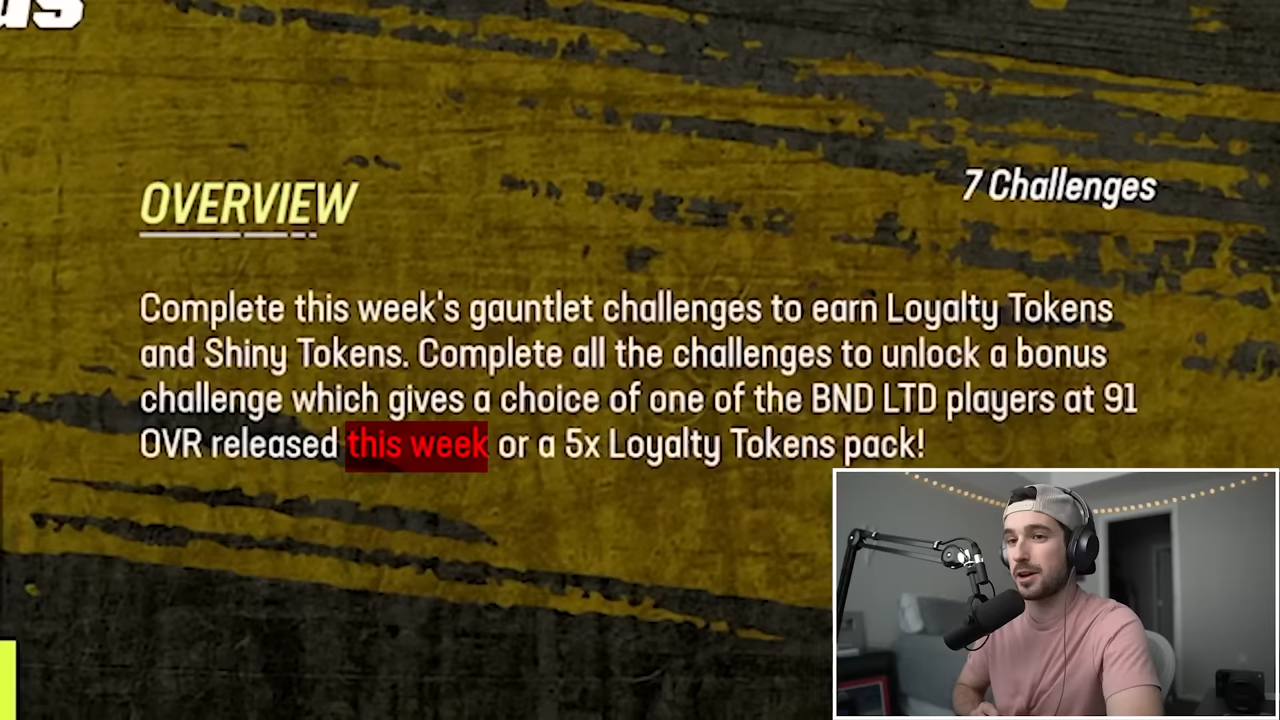 OVERVIEW
7 Challenges
Complete this week's gauntlet challenges to earn Loyalty Tokens
and Shiny Tokens. Complete all the challenges to unlock a bonus
challenge which gives a choice of one of the BND LTD players at 91
OVR released this week or a 5x Loyalty Tokens pack!